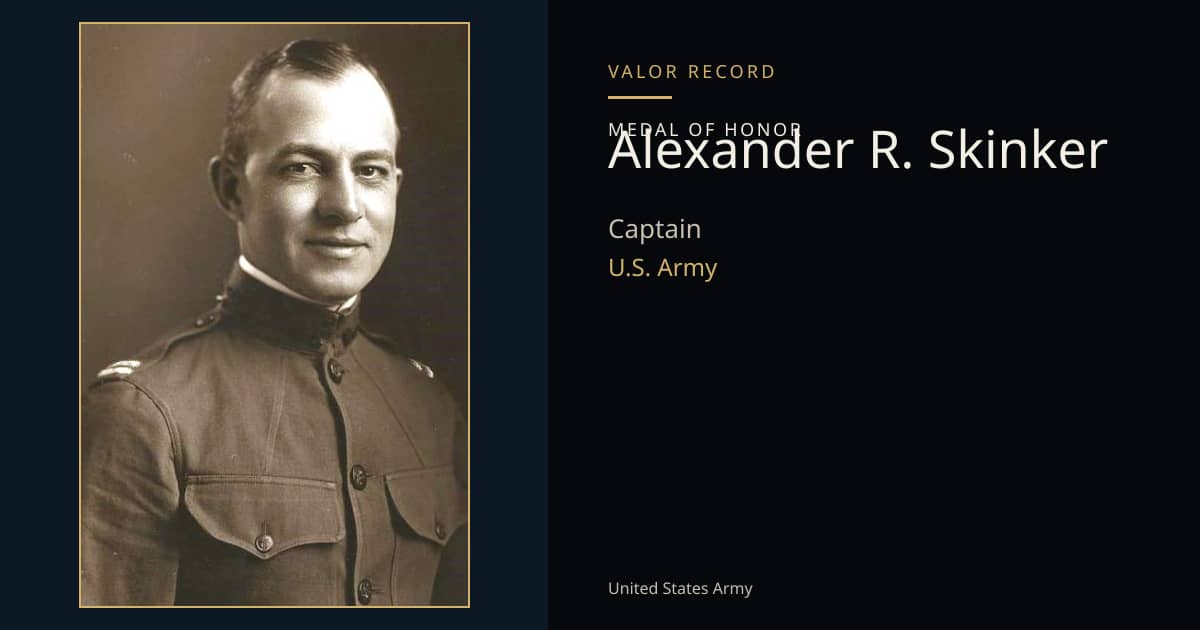 VALOR RECORD
MEDAL OF HONOR
Alexander R. Skinker
Captain
U.S. Army
United States Army